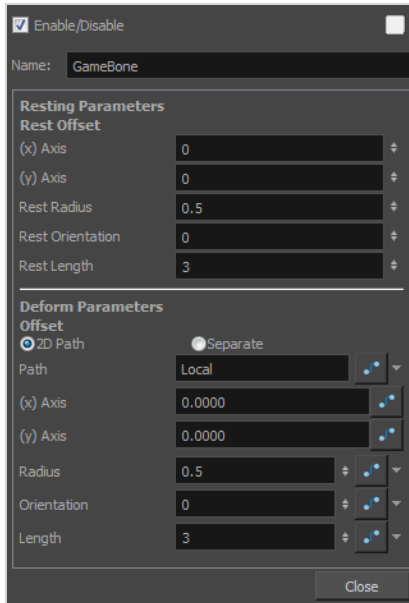 Enable/Disable
Name: GameBone
Resting Parameters
Rest Offset
(x) Axis 0
(y) Axis 0
Rest Radius 0.5
Rest Orientation 0
Rest Length 3
Deform Parameters
Offset
2D Path Separate
Path Local
(x) Axis 0.0000
(y) Axis 0.0000
Radius 0.5
Orientation 0
Length 3
Close